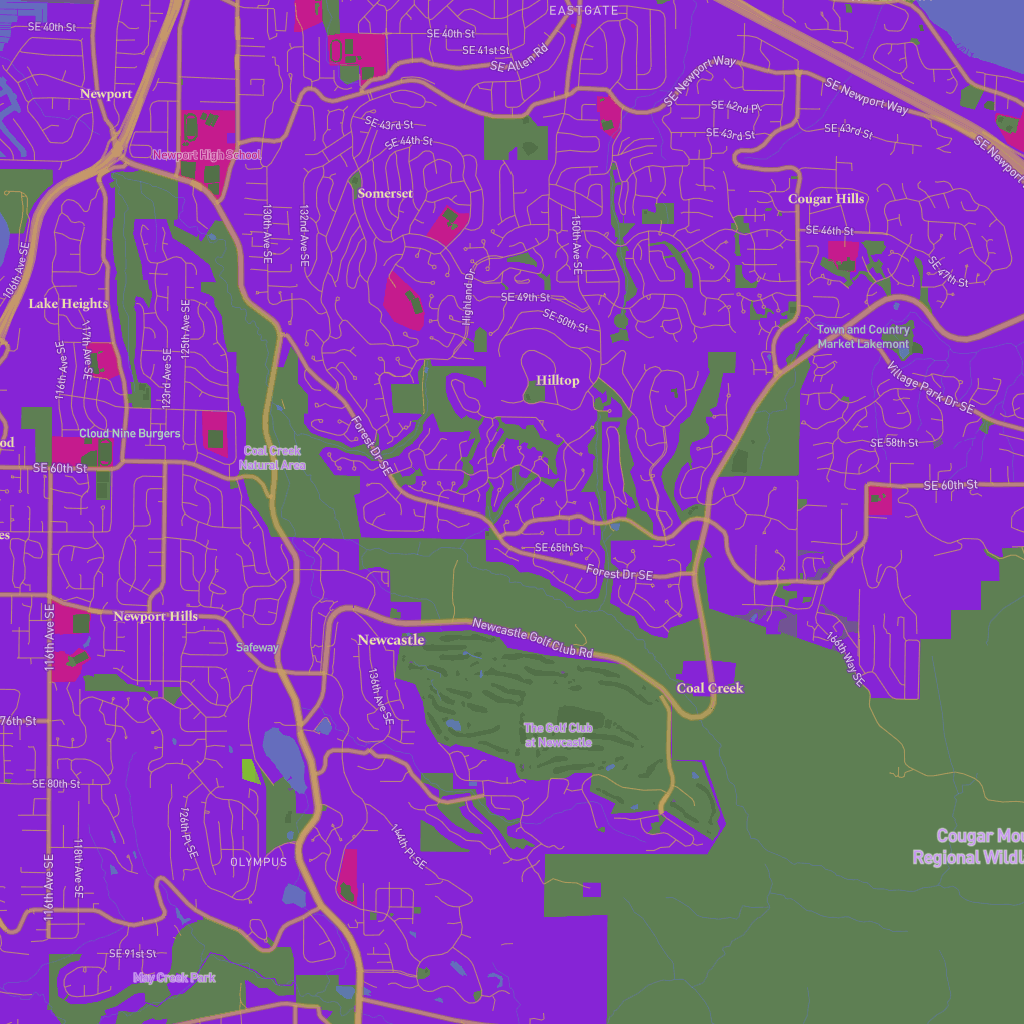 EASTGATE
SE 40th St
SE 40th St
SE 41st St
SE Allen Rd
SE Newport Way
SE Newport Way
Newport
SE 42nd Pl
SE 43rd St
SE 43rd St
SE 43rd St
SE 44th St
Newport High School
Somerset
Cougar Hills
130th Ave SE
132nd Ave SE
150th Ave SE
SE 46th St
SE 47th St
106th Ave SE
Lake Heights
Highland Dr
SE 49th St
SE 50th St
125th Ave SE
117th Ave SE
116th Ave SE
123rd Ave SE
Town and Country
Market Lakemont
Village Park Dr SE
Hilltop
Cloud Nine Burgers
Forest Dr SE
Coal Creek
Natural Area
SE 58th St
SE 60th St
SE 60th St
SE 65th St
Forest Dr SE
116th Ave SE
Newport Hills
Newcastle
Newcastle Golf Club Rd
Safeway
166th Way SE
136th Ave SE
Coal Creek
76th St
The Golf Club
at Newcastle
SE 80th St
126th Pl SE
144th Pl SE
Cougar Mou
Regional Wildl
118th Ave SE
116th Ave SE
OLYMPUS
SE 91st St
May Creek Park